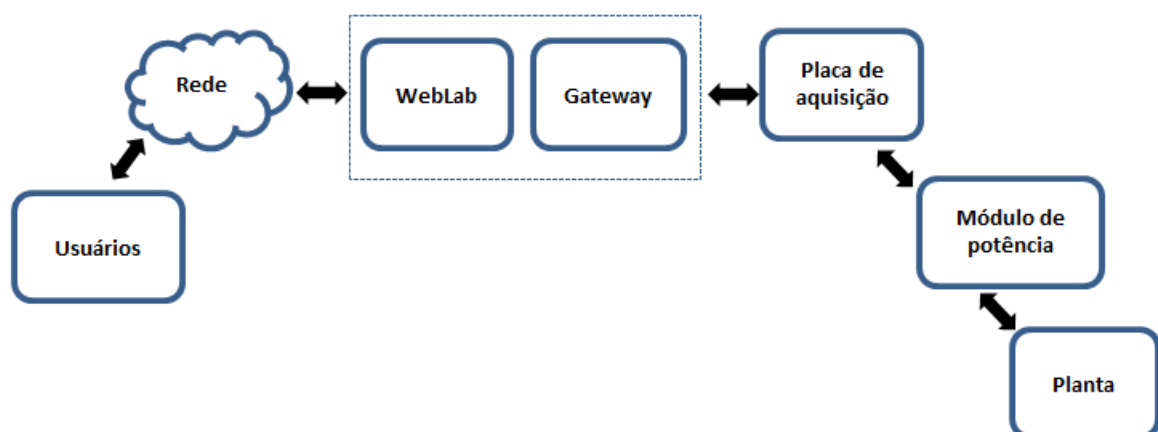 Rede
WebLab
Gateway
Placa de
aquisição
Usuários
Módulo de
potência
Planta